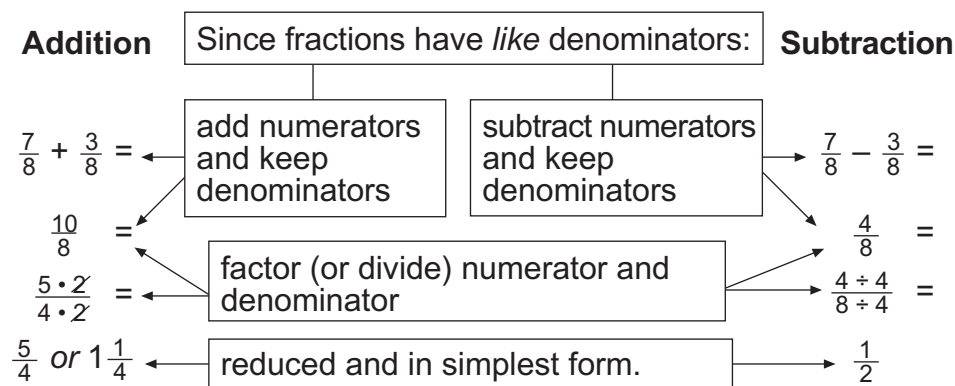 Addition
Since fractions have like denominators:
Subtraction
add numerators
and keep
denominators
subtract numerators
and keep
denominators
7/8 + 3/8 =
7/8 – 3/8 =
10/8 =
4/8 =
factor (or divide) numerator and
denominator
5 • 2/4 • 2 =
4 ÷ 4/8 ÷ 4 =
5/4 or 1 1/4
reduced and in simplest form.
1/2